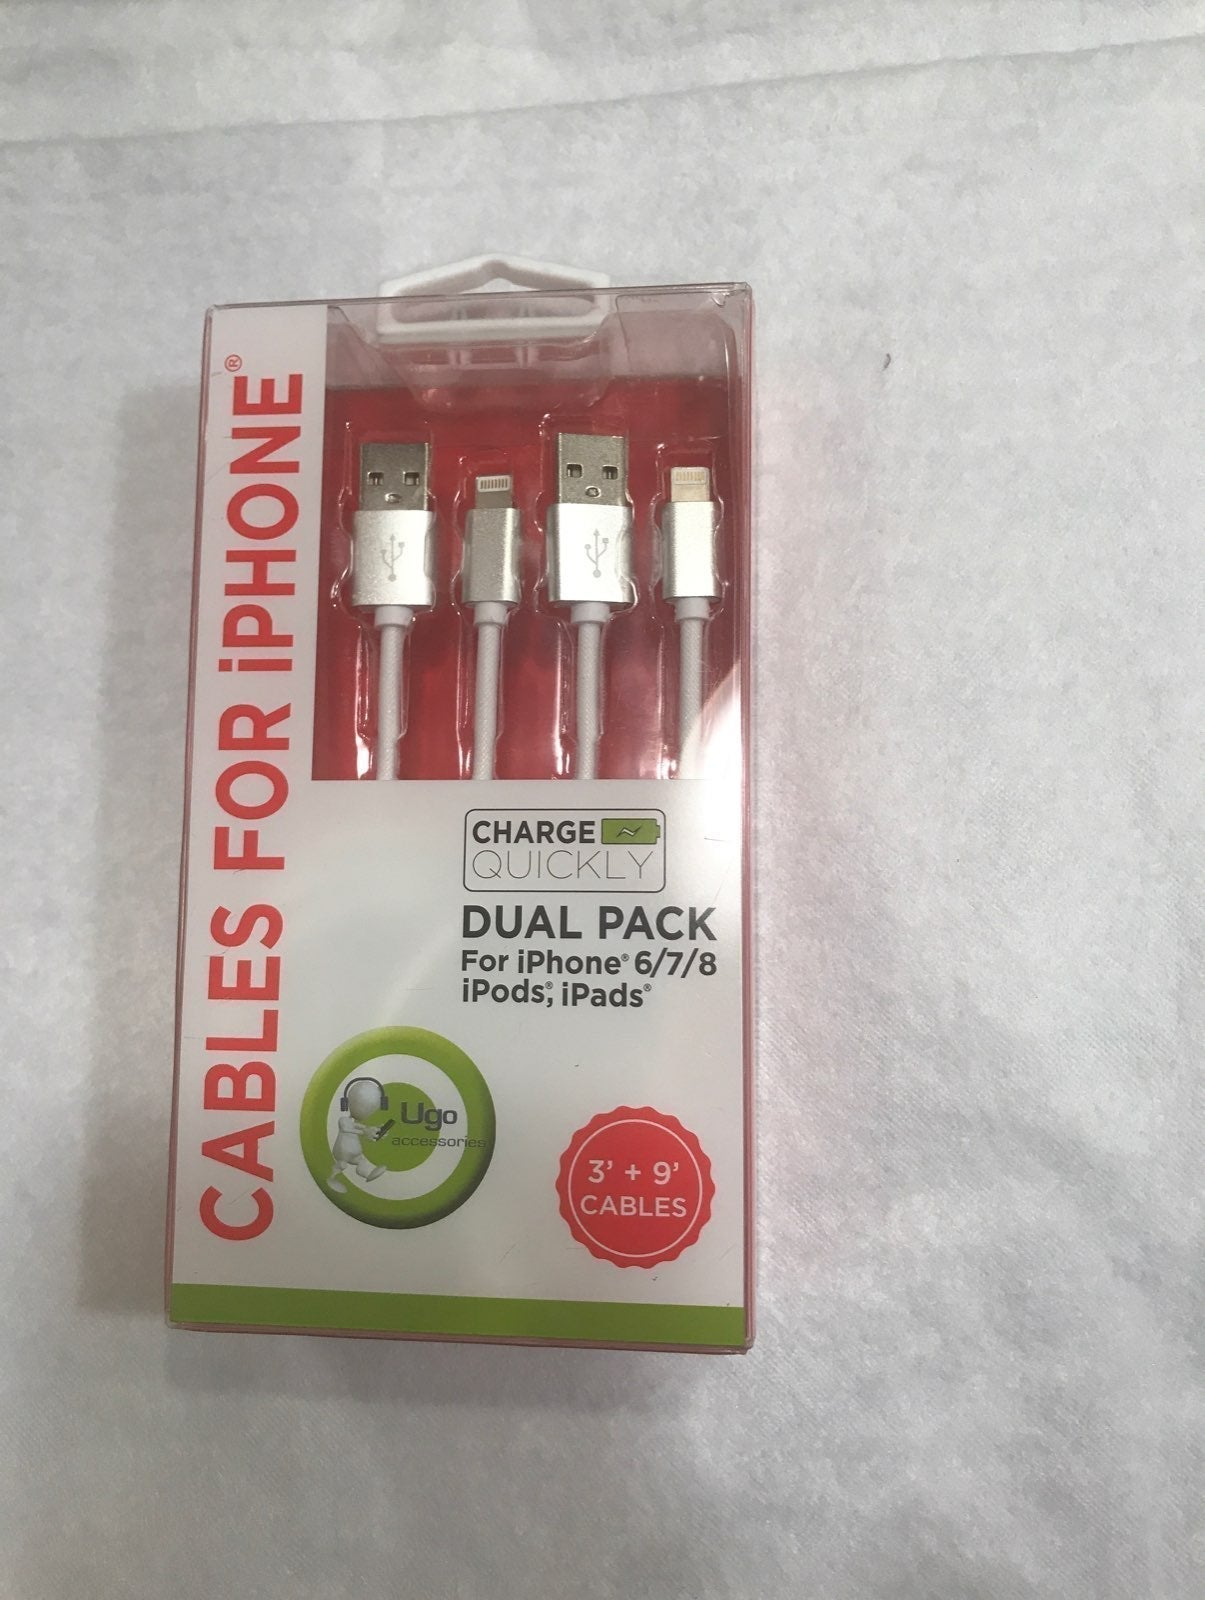 CABLES FOR iPHONE®
CHARGE
QUICKLY
DUAL PACK
For iPhone® 6/7/8
iPods®, iPads®
Ugo
accessories
3' + 9'
CABLES